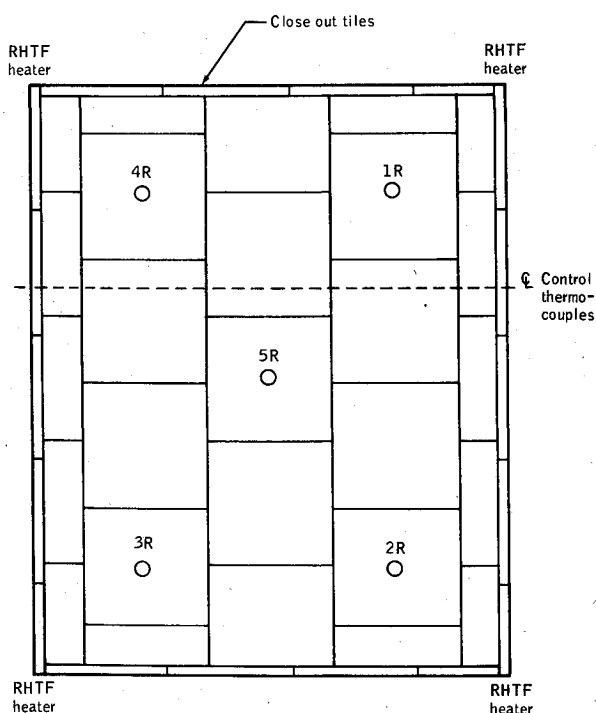 Close out tiles
RHTF
heater
RHTF
heater
4R
1R
℄ Control
thermo-
couples
5R
3R
2R
RHTF
heater
RHTF
heater